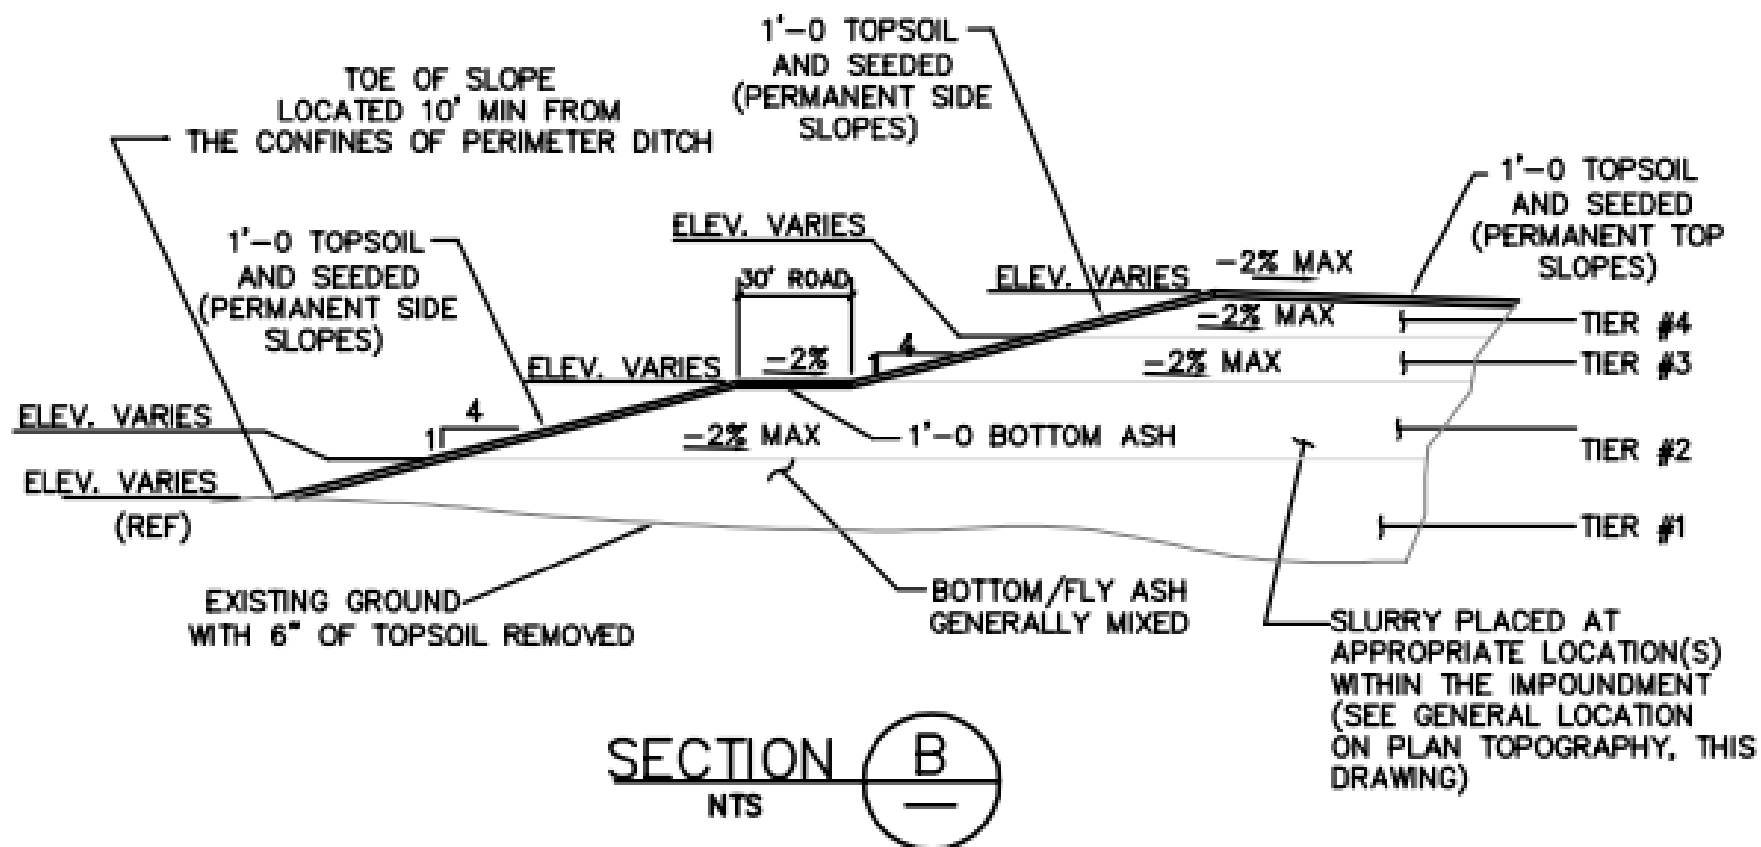 1'-0 TOPSOIL
AND SEEDED
(PERMANENT SIDE
SLOPES)
TOE OF SLOPE
LOCATED 10' MIN FROM
THE CONFINES OF PERIMETER DITCH
1'-0 TOPSOIL
AND SEEDED
(PERMANENT TOP
SLOPES)
1'-0 TOPSOIL
AND SEEDED
(PERMANENT SIDE
SLOPES)
ELEV. VARIES
30' ROAD
ELEV. VARIES
-2% MAX
-2% MAX
TIER #4
ELEV. VARIES
-2%
1
4
-2% MAX
TIER #3
ELEV. VARIES
1
4
-2% MAX
1'-0 BOTTOM ASH
TIER #2
ELEV. VARIES
(REF)
TIER #1
EXISTING GROUND
WITH 6" OF TOPSOIL REMOVED
BOTTOM/FLY ASH
GENERALLY MIXED
SLURRY PLACED AT
APPROPRIATE LOCATION(S)
WITHIN THE IMPOUNDMENT
(SEE GENERAL LOCATION
ON PLAN TOPOGRAPHY, THIS
DRAWING)
SECTION B
NTS —